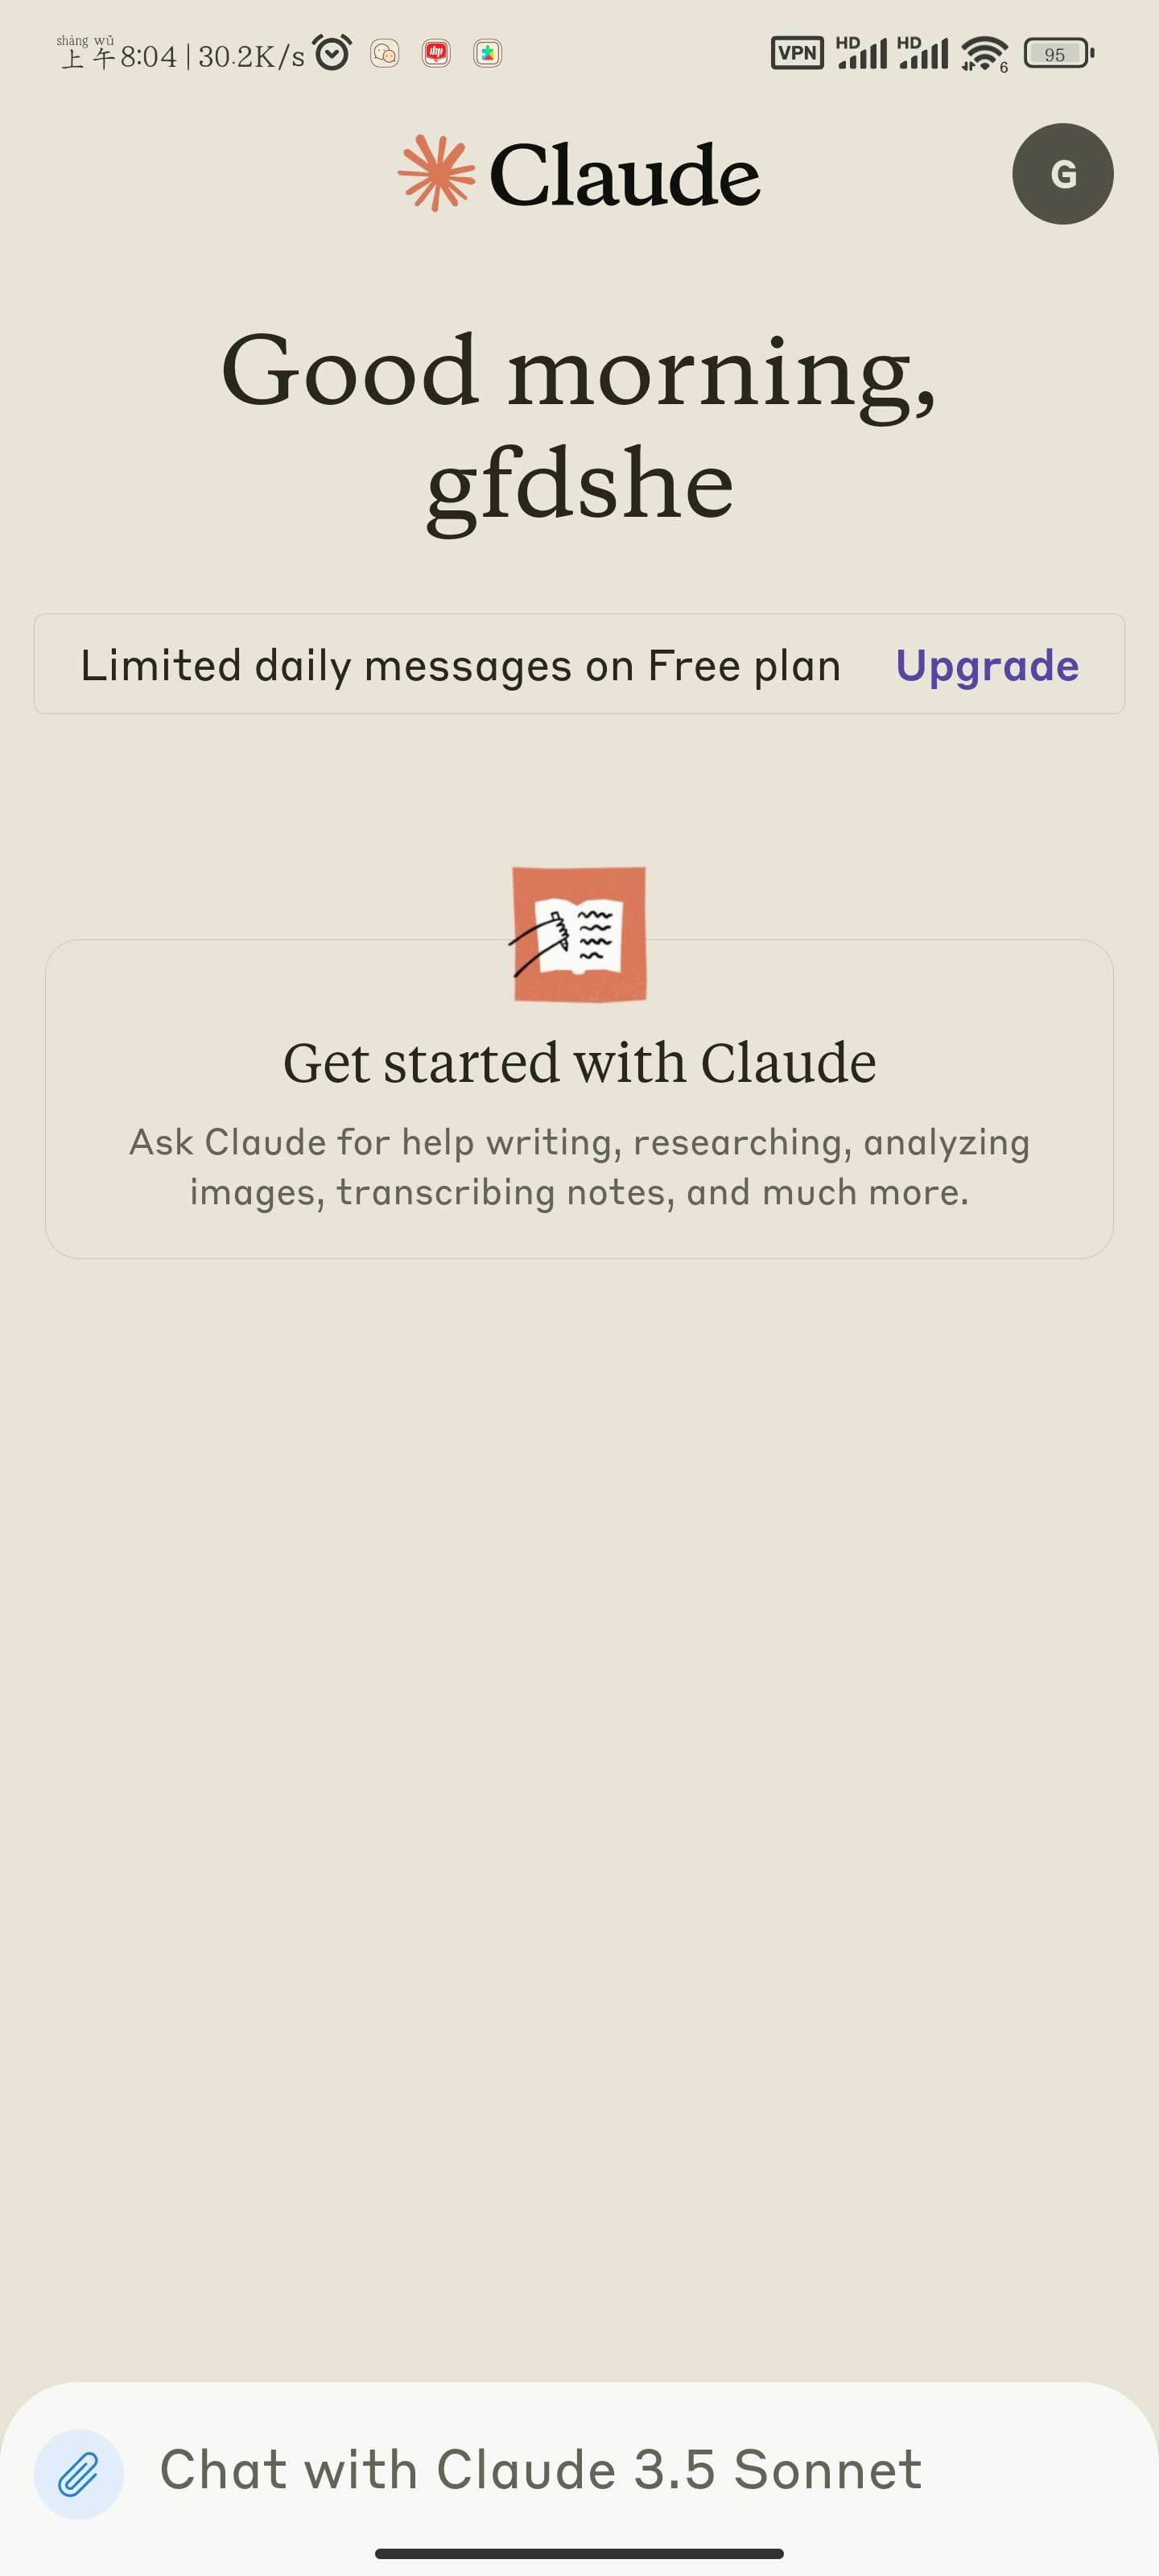 shàng wǔ
上午8:04 | 30.2K/s VPN HD HD 6 95
Claude
G
Good morning,
gfdshe
Limited daily messages on Free plan Upgrade
Get started with Claude
Ask Claude for help writing, researching, analyzing
images, transcribing notes, and much more.
Chat with Claude 3.5 Sonnet